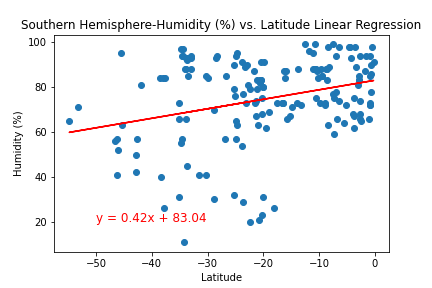 Southern Hemisphere-Humidity (%) vs. Latitude Linear Regression
100
80
60
40
20
Humidity (%)
y = 0.42x + 83.04
−50
−40
−30
−20
−10
0
Latitude